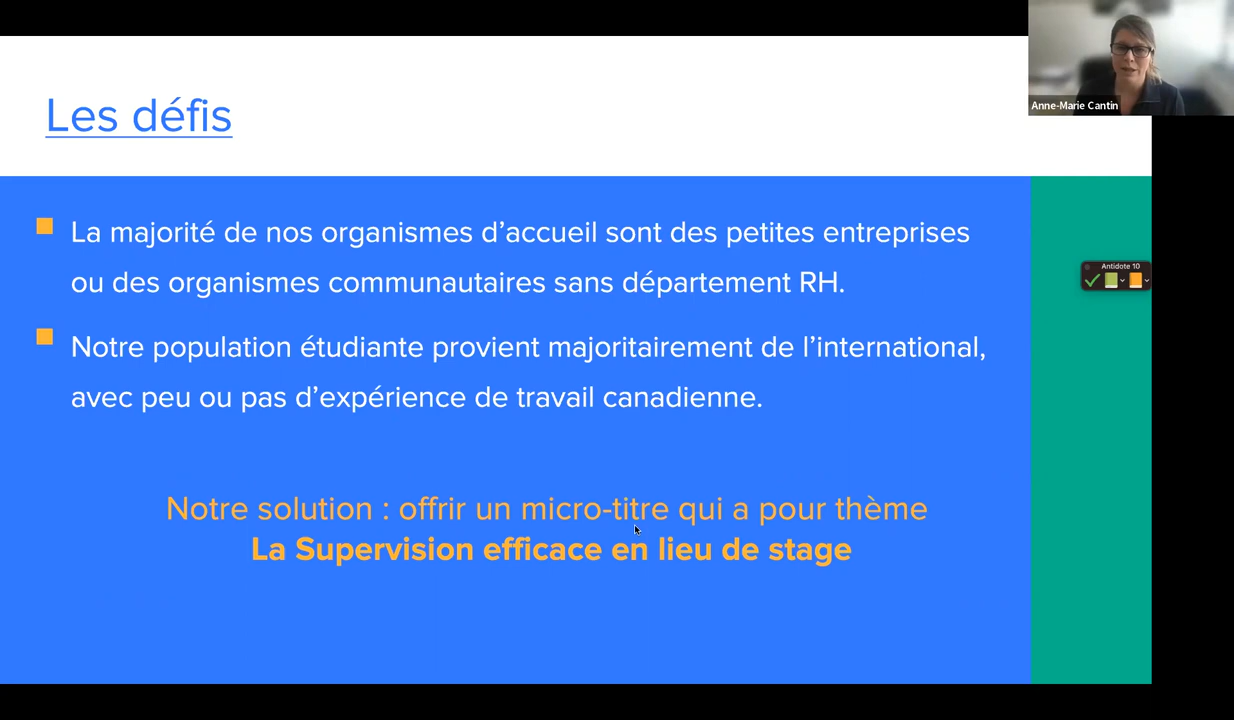 Les défis
Anne-Marie Cantin
La majorité de nos organismes d’accueil sont des petites entreprises
ou des organismes communautaires sans département RH.
Antidote 10
Notre population étudiante provient majoritairement de l’international,
avec peu ou pas d’expérience de travail canadienne.
Notre solution : offrir un micro-titre qui a pour thème
La Supervision efficace en lieu de stage